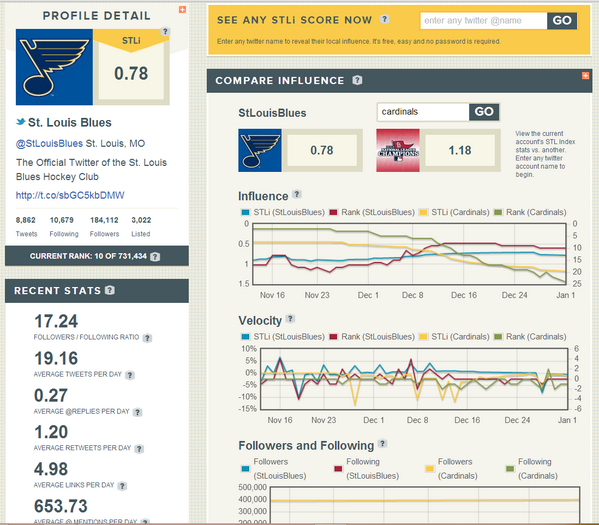 PROFILE DETAIL
STLi
0.78
St. Louis Blues
@StLouisBlues St. Louis, MO
The Official Twitter of the St. Louis
Blues Hockey Club
http://t.co/sbGC5kbDMW
8,862 10,679 184,112 3,022
Tweets Following Followers Listed
CURRENT RANK: 10 OF 731,434 ?
RECENT STATS ?
17.24
FOLLOWERS / FOLLOWING RATIO ?
19.16
AVERAGE TWEETS PER DAY ?
0.27
AVERAGE @REPLIES PER DAY ?
1.20
AVERAGE RETWEETS PER DAY ?
4.98
AVERAGE LINKS PER DAY ?
653.73
AVERAGE @ MENTIONS PER DAY ?
SEE ANY STLi SCORE NOW ?
enter any twitter @name GO
Enter any twitter name to reveal their local influence. It's free, easy and no password is required.
COMPARE INFLUENCE ?
StLouisBlues
cardinals GO
0.78
CHAMPIONS
1.18
View the current
account's STL Index
stats vs. another.
Enter any twitter
account name to
begin.
Influence ?
STLi (StLouisBlues) Rank (StLouisBlues) STLi (Cardinals) Rank (Cardinals)
0 0
5
0.5 10
1 15
20
1.5 25
Nov 16 Nov 23 Dec 1 Dec 8 Dec 16 Dec 24 Jan 1
Velocity ?
STLi (StLouisBlues) Rank (StLouisBlues) STLi (Cardinals) Rank (Cardinals)
10% 6
5% 4
2
0% 0
-5% -2
-10% -4
-15% -6
Nov 16 Nov 23 Dec 1 Dec 8 Dec 16 Dec 24 Jan 1
Followers and Following ?
Followers Following Followers Following
(StLouisBlues) (StLouisBlues) (Cardinals) (Cardinals)
500,000
400,000
300,000
200,000